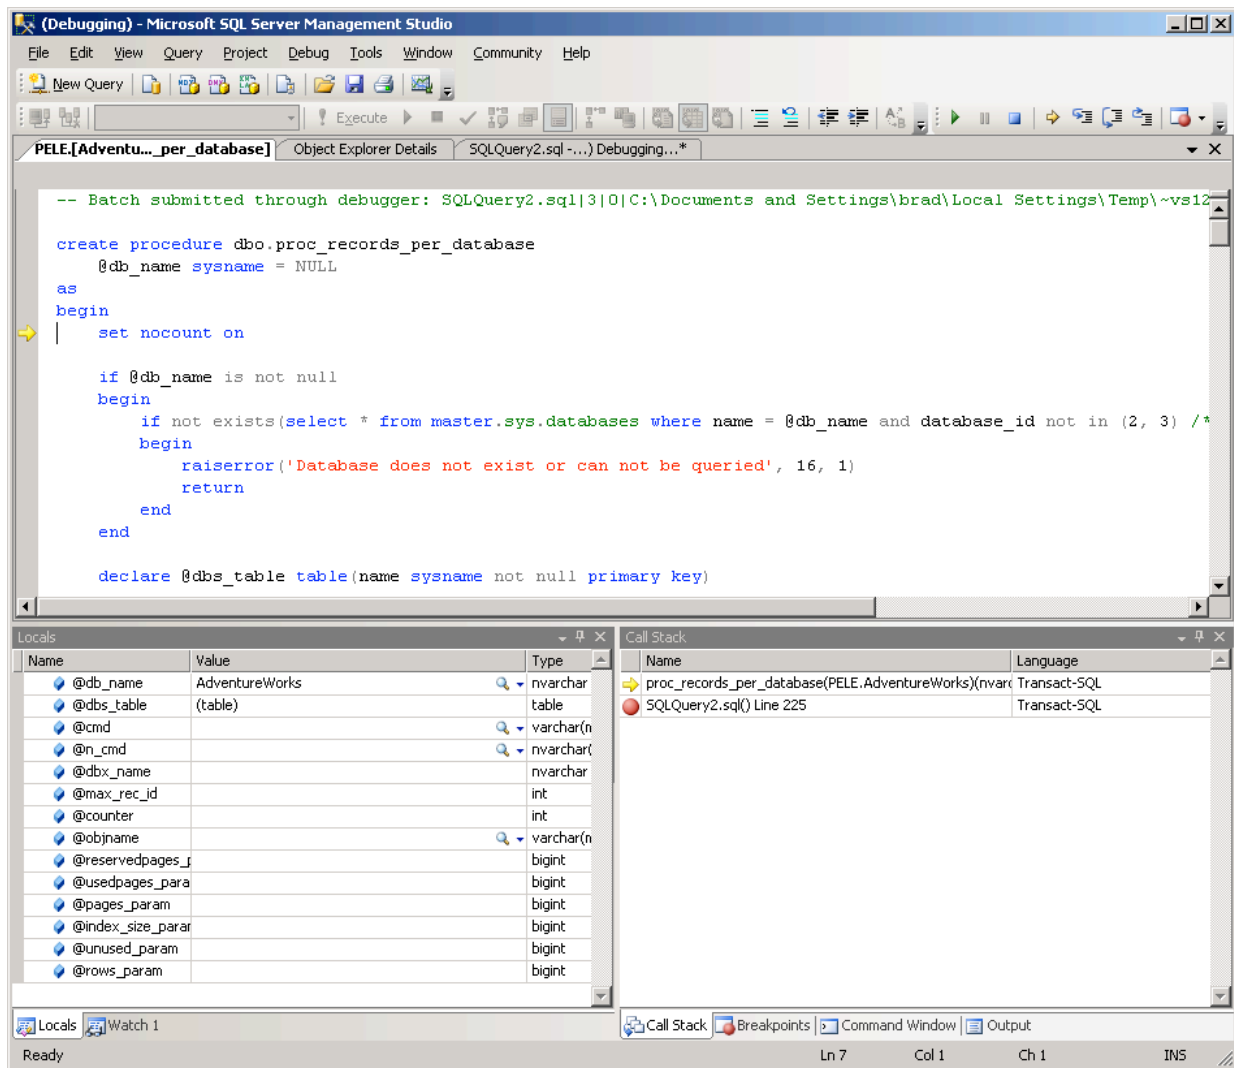 (Debugging) - Microsoft SQL Server Management Studio
File Edit View Query Project Debug Tools Window Community Help
New Query
Execute
PELE.[Adventu..._per_database] Object Explorer Details SQLQuery2.sql -...) Debugging...*
-- Batch submitted through debugger: SQLQuery2.sql|3|0|C:\Documents and Settings\brad\Local Settings\Temp\~vs12
create procedure dbo.proc_records_per_database
@db_name sysname = NULL
as
begin
set nocount on
if @db_name is not null
begin
if not exists(select * from master.sys.databases where name = @db_name and database_id not in (2, 3) /*
begin
raiserror('Database does not exist or can not be queried', 16, 1)
return
end
end
declare @dbs_table table(name sysname not null primary key)
Locals
Name Value Type
@db_name AdventureWorks nvarchar
@dbs_table (table) table
@cmd varchar(n
@n_cmd nvarchar(
@dbx_name nvarchar
@max_rec_id int
@counter int
@objname varchar(n
@reservedpages_p bigint
@usedpages_para bigint
@pages_param bigint
@index_size_parar bigint
@unused_param bigint
@rows_param bigint
Locals Watch 1
Call Stack
Name Language
proc_records_per_database(PELE.AdventureWorks)(nvarc Transact-SQL
SQLQuery2.sql() Line 225 Transact-SQL
Call Stack Breakpoints Command Window Output
Ready Ln 7 Col 1 Ch 1 INS